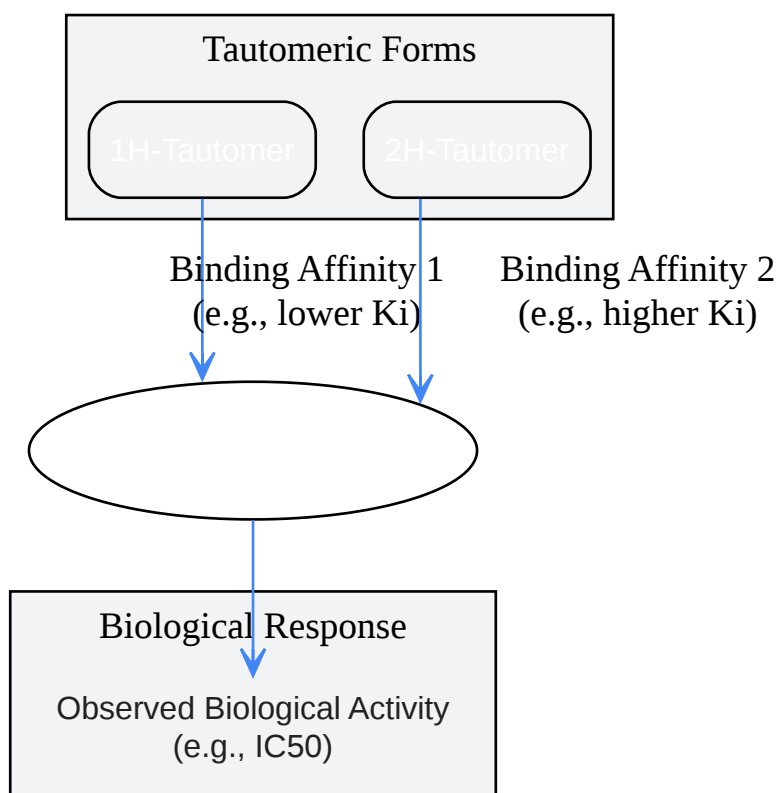 Tautomeric Forms
1H-Tautomer
2H-Tautomer
Binding Affinity 1
(e.g., lower Ki)
Binding Affinity 2
(e.g., higher Ki)
Biological Response
Observed Biological Activity
(e.g., IC50)